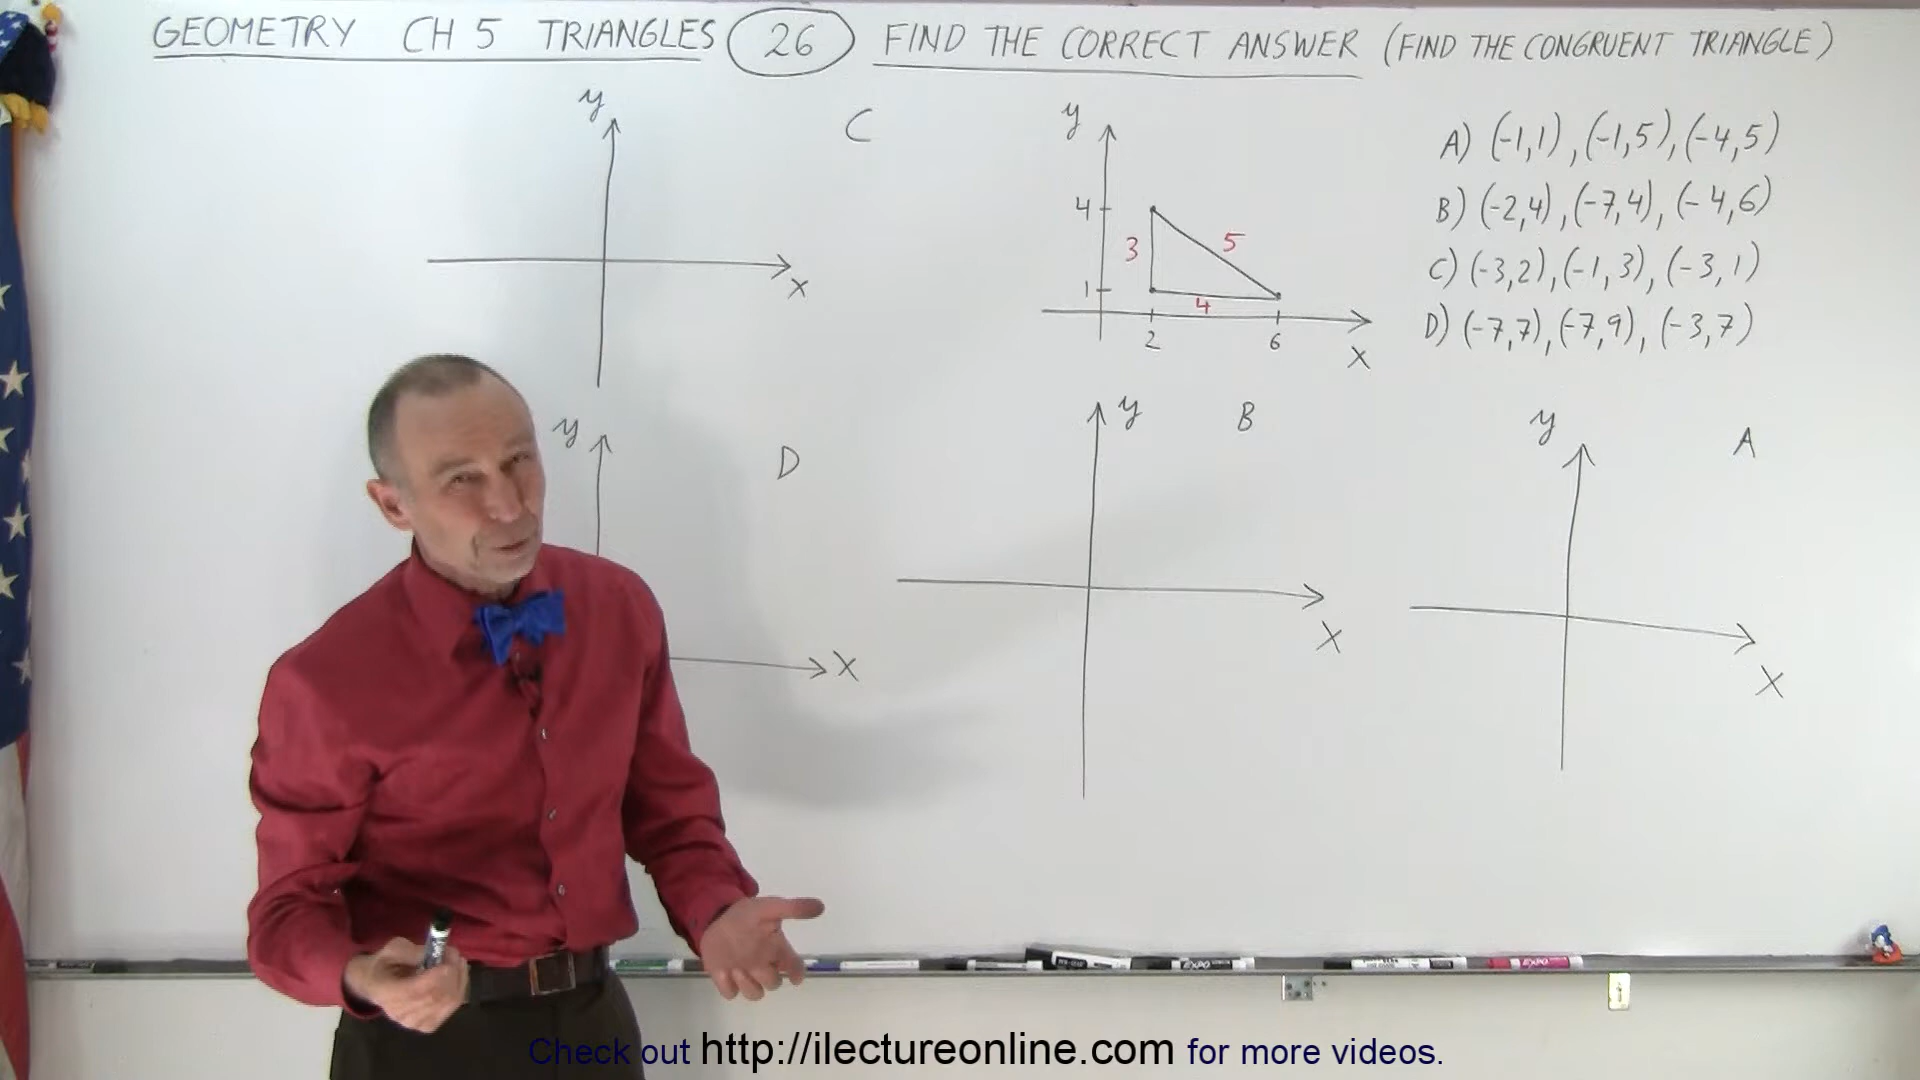 GEOMETRY CH 5 TRIANGLES 26 FIND THE CORRECT ANSWER (FIND THE CONGRUENT TRIANGLE)
y
C
x
y
4
3
5
1
4
2
6
x
A) (-1,1), (-1,5), (-4,5)
B) (-2,4), (-7,4), (-4,6)
C) (-3,2), (-1,3), (-3,1)
D) (-7,7), (-7,9), (-3,7)
y
D
x
y
B
x
y
A
x
EXPO
EXPO
Check out http://ilectureonline.com for more videos.